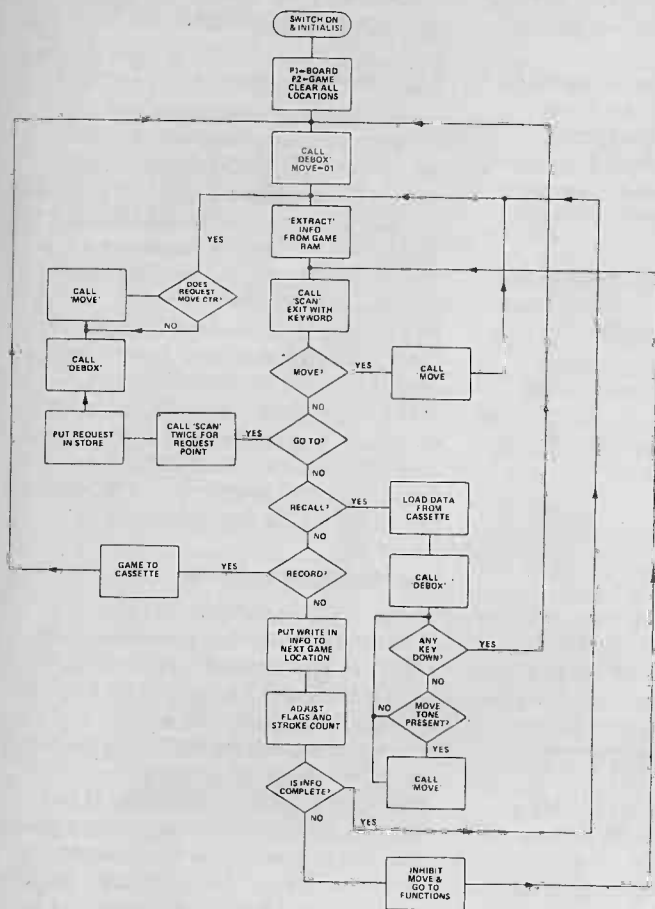 SWITCH ON
& INITIALISE
P1=BOARD
P2=GAME
CLEAR ALL
LOCATIONS
CALL
'DEBOX'
MOVE=01
'EXTRACT'
INFO
FROM GAME
RAM
CALL
'SCAN'
EXIT WITH
KEYWORD
YES
DOES
REQUEST
MOVE CTR?
CALL
'MOVE'
NO
CALL
'DEBOX'
MOVE?
YES
CALL
MOVE
NO
PUT REQUEST
IN STORE
CALL 'SCAN'
TWICE FOR
REQUEST
POINT
YES
GO TO?
NO
RECALL?
YES
LOAD DATA
FROM
CASSETTE
NO
GAME TO
CASSETTE
YES
RECORD?
CALL
'DEBOX'
NO
PUT WRITE IN
INFO TO
NEXT GAME
LOCATION
ANY
KEY
DOWN?
YES
NO
ADJUST
FLAGS AND
STROKE COUNT
NO
MOVE
TONE
PRESENT?
YES
IS INFO
COMPLETE?
YES
CALL
'MOVE'
NO
INHIBIT
MOVE &
GO TO
FUNCTIONS